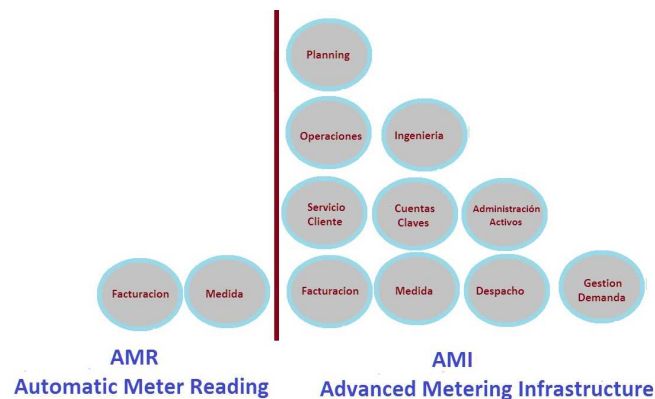 Planning
Operaciones
Ingenieria
Servicio
Cliente
Cuentas
Claves
Administración
Activos
Facturacion
Medida
Facturacion
Medida
Despacho
Gestion
Demanda
AMR
Automatic Meter Reading
AMI
Advanced Metering Infrastructure